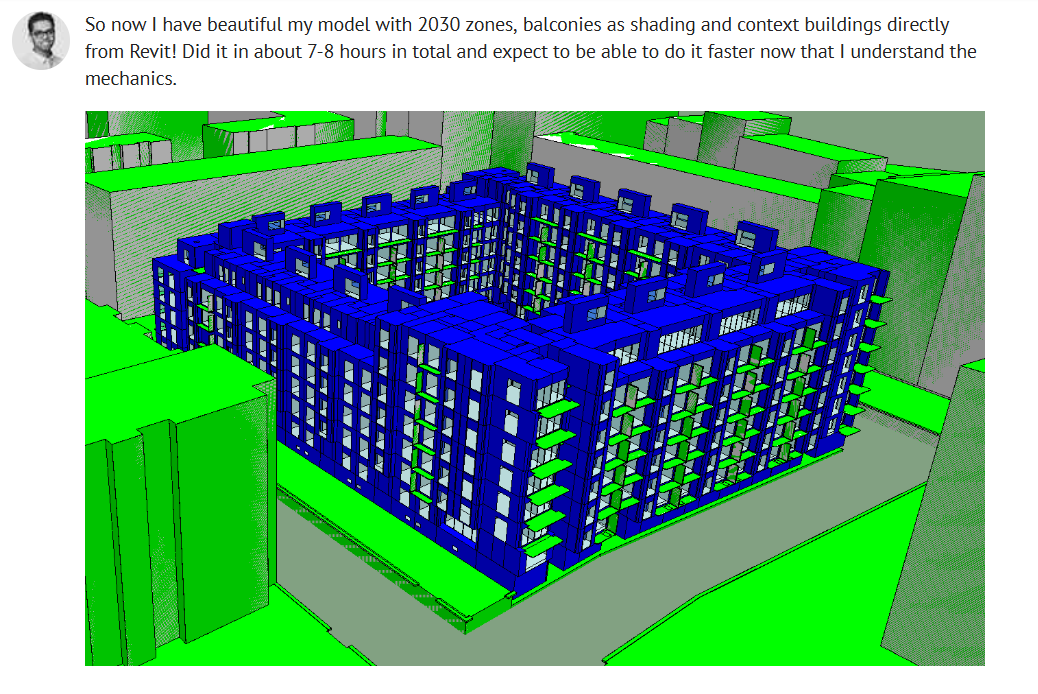 So now I have beautiful my model with 2030 zones, balconies as shading and context buildings directly
from Revit! Did it in about 7-8 hours in total and expect to be able to do it faster now that I understand the
mechanics.